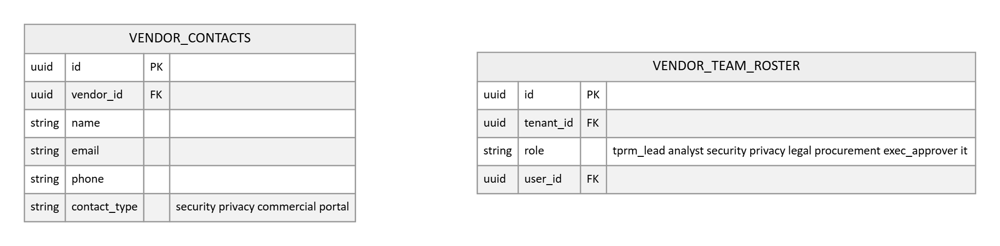 VENDOR_CONTACTS
uuid id PK
uuid vendor_id FK
string name
string email
string phone
string contact_type security privacy commercial portal
VENDOR_TEAM_ROSTER
uuid id PK
uuid tenant_id FK
string role tprm_lead analyst security privacy legal procurement exec_approver it
uuid user_id FK